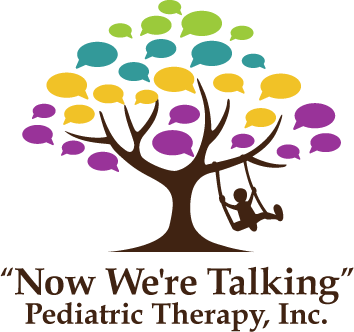 “Now We're Talking”
Pediatric Therapy, Inc.